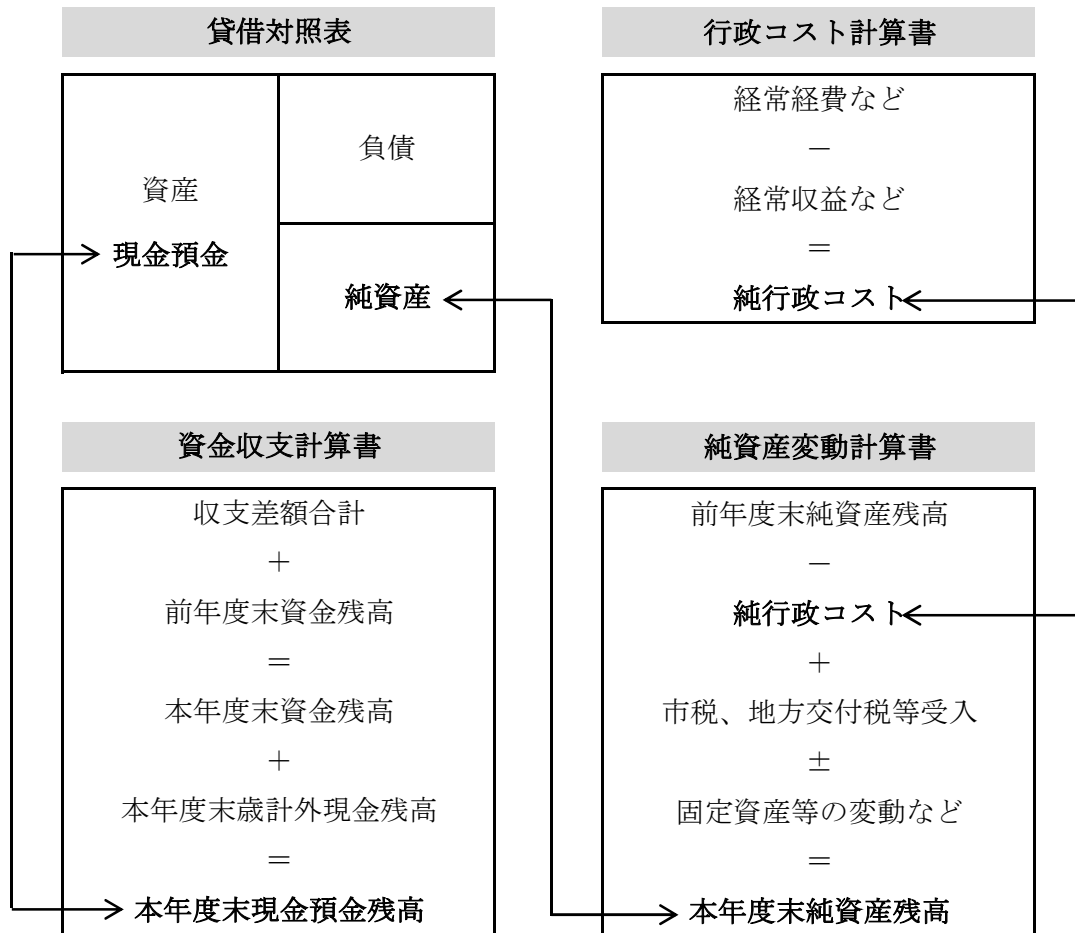 貸借対照表
資産
現金預金
負債
純資産
行政コスト計算書
経常経費など
－
経常収益など
＝
純行政コスト
資金収支計算書
収支差額合計
＋
前年度末資金残高
＝
本年度末資金残高
＋
本年度末歳計外現金残高
＝
本年度末現金預金残高
純資産変動計算書
前年度末純資産残高
－
純行政コスト
＋
市税、地方交付税等受入
±
固定資産等の変動など
＝
本年度末純資産残高